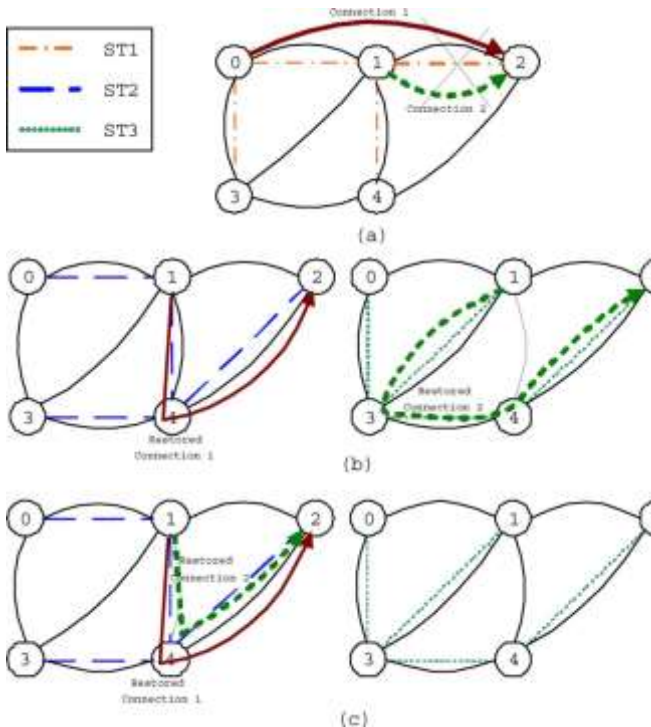 Connection 1
ST1
ST2
ST3
0
1
2
Connection 2
3
4
(a)
0
1
2
0
1
3
4
Restored
Connection 1
Restored
Connection 2
3
4
(b)
0
1
2
0
1
Restored
Connection 2
3
4
3
4
Restored
Connection 1
(c)